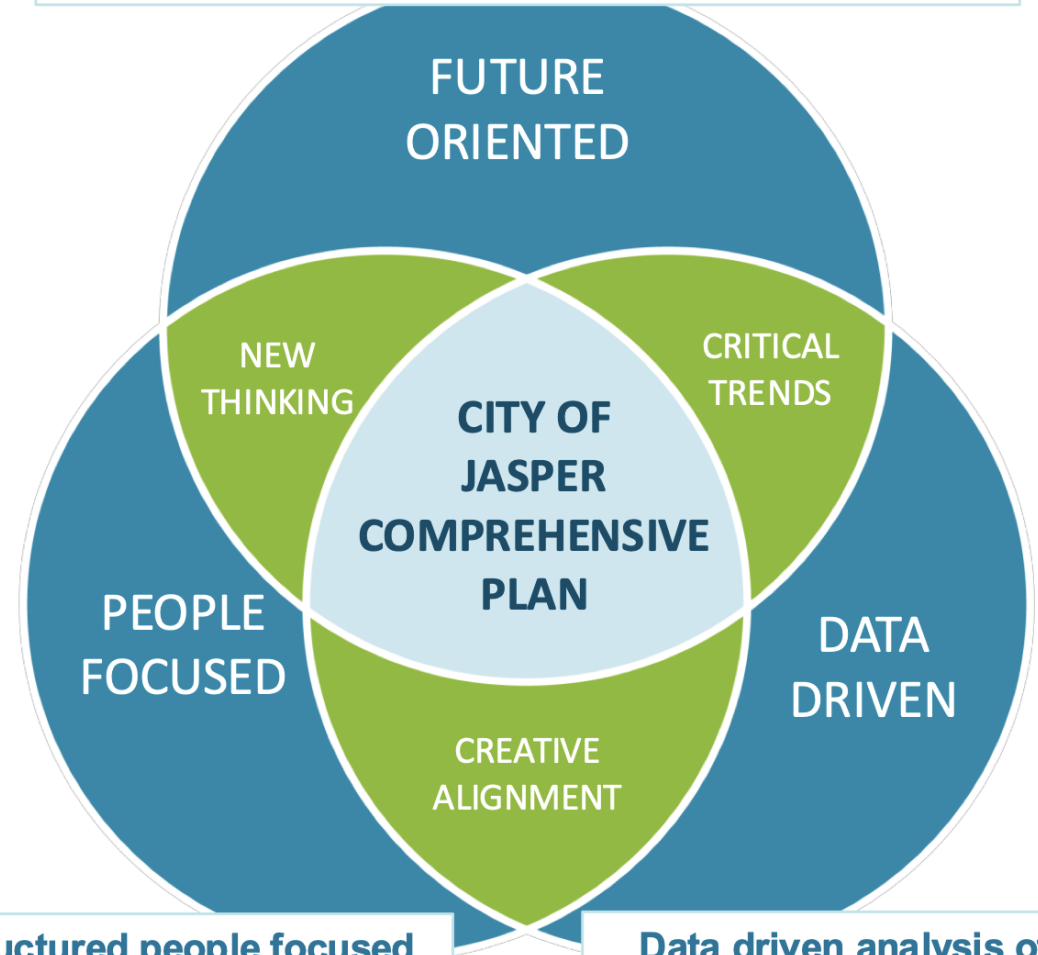 FUTURE
ORIENTED
NEW
THINKING
CRITICAL
TRENDS
CITY OF
JASPER
COMPREHENSIVE
PLAN
PEOPLE
FOCUSED
DATA
DRIVEN
CREATIVE
ALIGNMENT
people focused
Data driven analysis